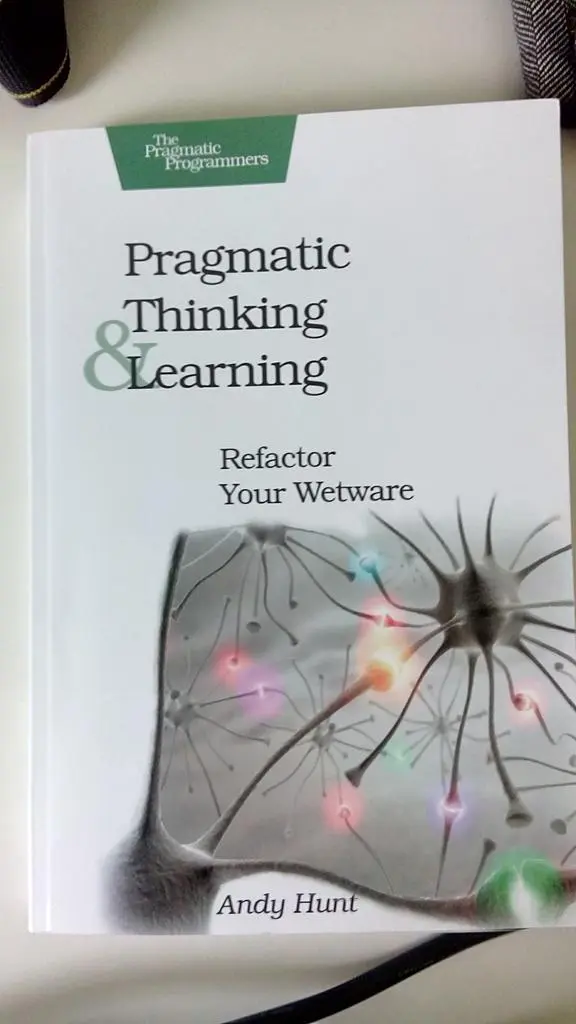 The
Pragmatic
Programmers
Pragmatic
Thinking
& Learning
Refactor
Your Wetware
Andy Hunt